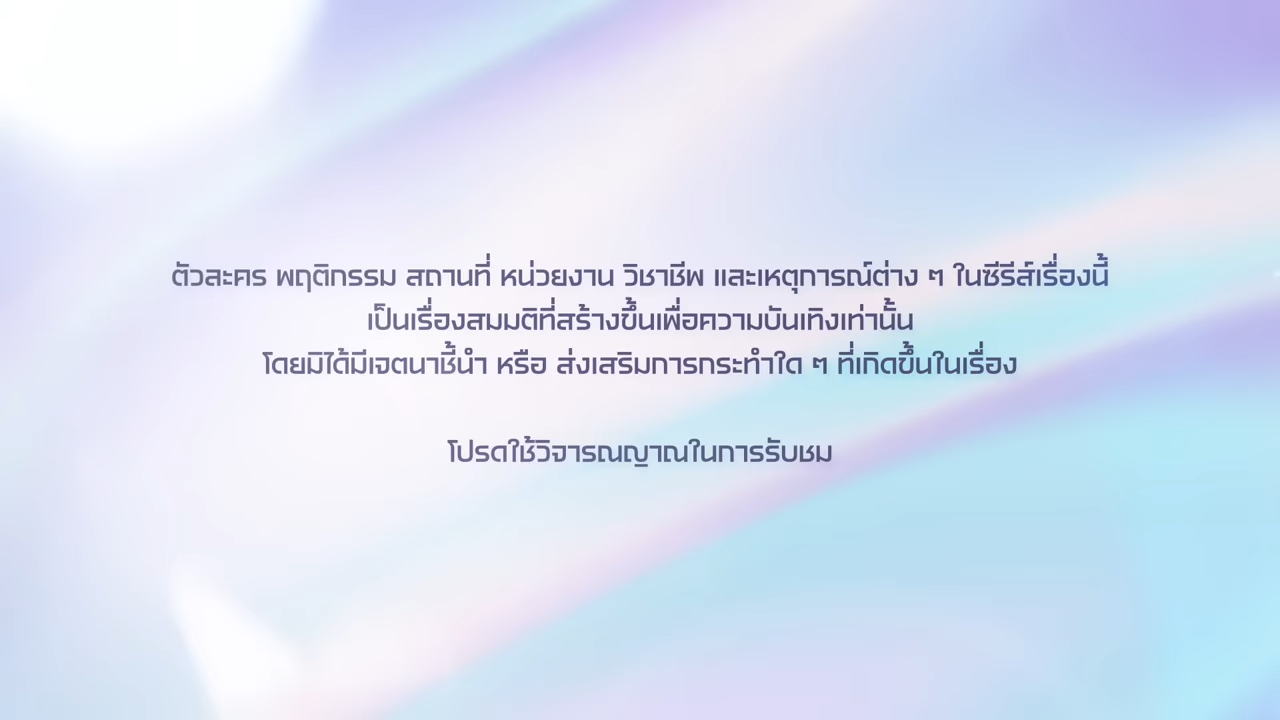 ตัวละคร พฤติกรรม สถานที่ หน่วยงาน วิชาชีพ และเหตุการณ์ต่าง ๆ ในซีรีส์เรื่องนี้
เป็นเรื่องสมมติที่สร้างขึ้นเพื่อความบันเทิงเท่านั้น
โดยมิได้มีเจตนาชี้นำ หรือ ส่งเสริมการกระทำใด ๆ ที่เกิดขึ้นในเรื่อง
โปรดใช้วิจารณญาณในการรับชม